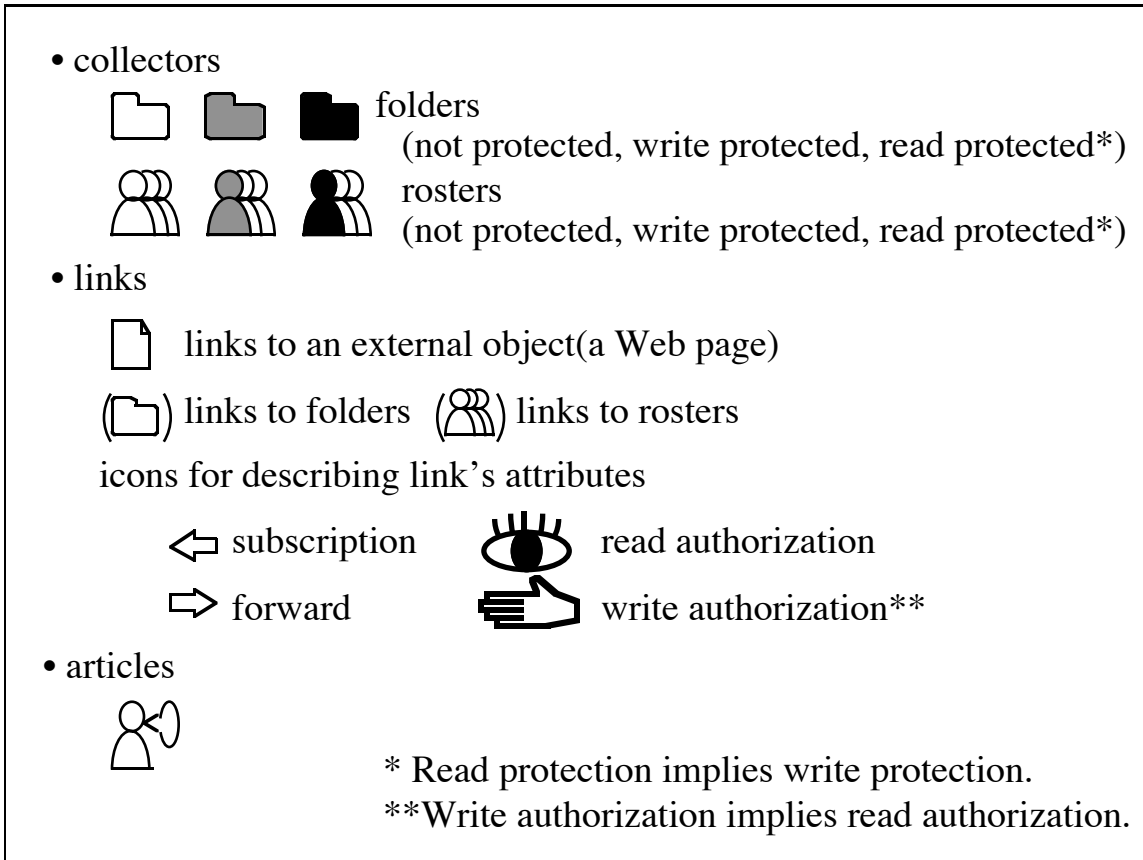 • collectors
folders
(not protected, write protected, read protected*)
rosters
(not protected, write protected, read protected*)
• links
links to an external object(a Web page)
( ) links to folders ( ) links to rosters
icons for describing link’s attributes
subscription read authorization
forward write authorization**
• articles
* Read protection implies write protection.
**Write authorization implies read authorization.